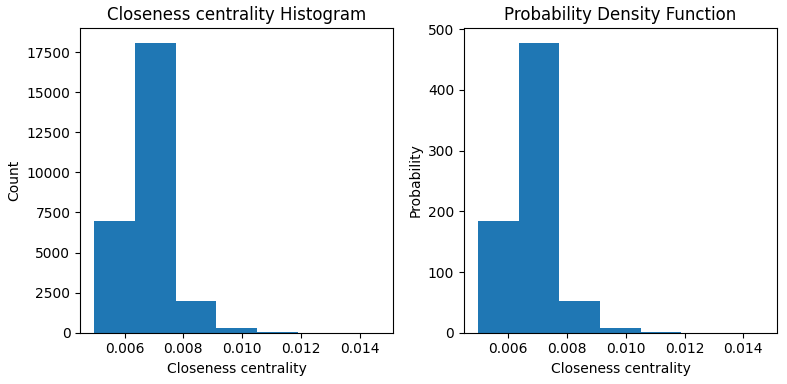 Closeness centrality Histogram
Count
17500
15000
12500
10000
7500
5000
2500
0
0.006 0.008 0.010 0.012 0.014
Closeness centrality
Probability Density Function
Probability
500
400
300
200
100
0
0.006 0.008 0.010 0.012 0.014
Closeness centrality